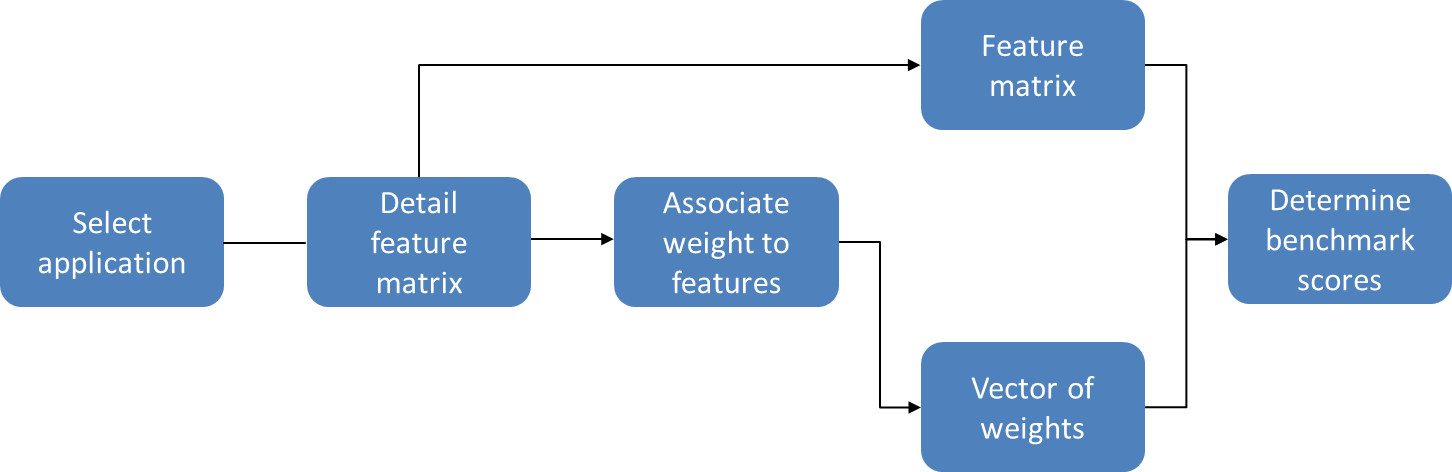 Feature
matrix
Select
application
Detail
feature
matrix
Associate
weight to
features
Determine
benchmark
scores
Vector of
weights